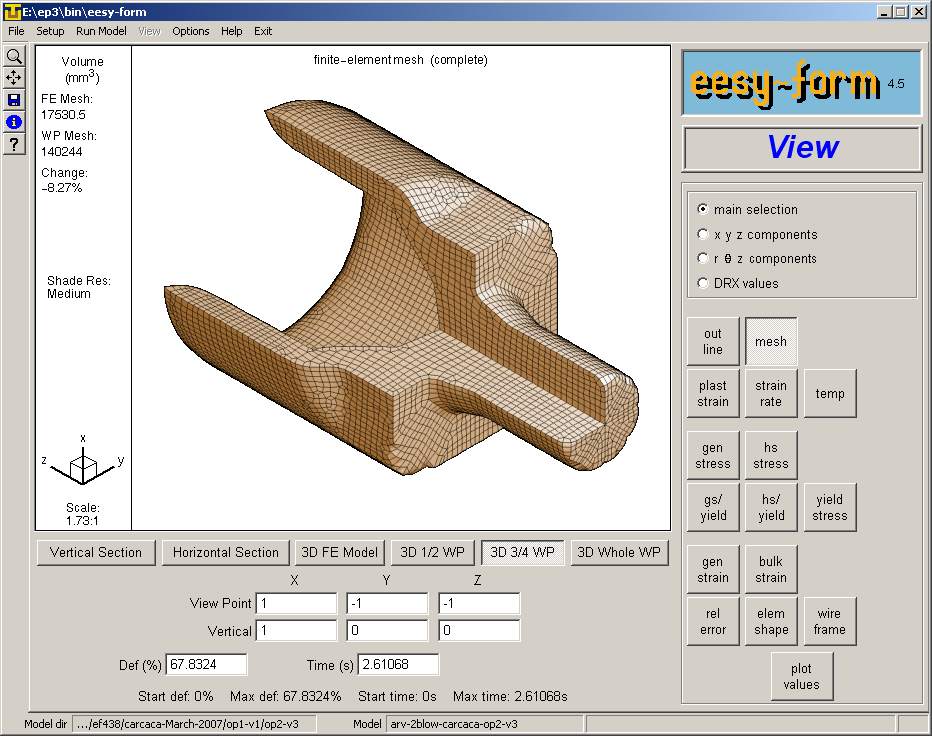 E:\ep3\bin\eesy-form
File Setup Run Model View Options Help Exit
Volume
(mm3)
FE Mesh:
17530.5
WP Mesh:
140244
Change:
−8.27%
Shade Res:
Medium
x
z
y
Scale:
1.73:1
finite−element mesh (complete)
eesy-form 4.5
View
main selection
x y z components
r θ z components
DRX values
out
line
mesh
plast
strain
strain
rate
temp
gen
stress
hs
stress
gs/
yield
hs/
yield
yield
stress
gen
strain
bulk
strain
rel
error
elem
shape
wire
frame
plot
values
Vertical Section
Horizontal Section
3D FE Model
3D 1/2 WP
3D 3/4 WP
3D Whole WP
X Y Z
View Point 1 -1 -1
Vertical 1 0 0
Def (%) 67.8324 Time (s) 2.61068
Start def: 0% Max def: 67.8324% Start time: 0s Max time: 2.61068s
Model dir .../ef438/carcaca-March-2007/op1-v1/op2-v3 Model arv-2blow-carcaca-op2-v3